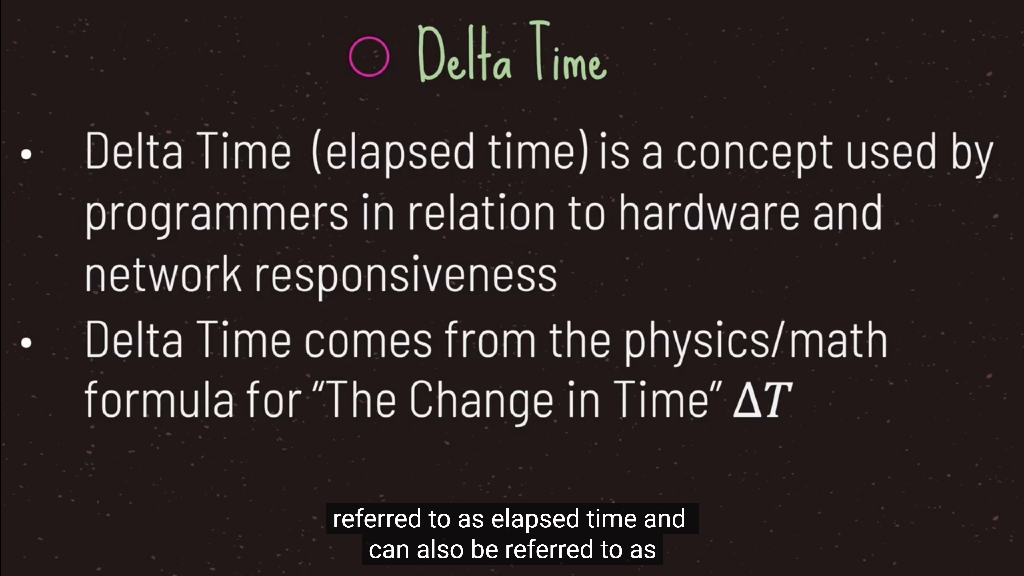 Delta Time
• Delta Time (elapsed time) is a concept used by
programmers in relation to hardware and
network responsiveness
• Delta Time comes from the physics/math
formula for “The Change in Time” ΔT
referred to as elapsed time and
can also be referred to as